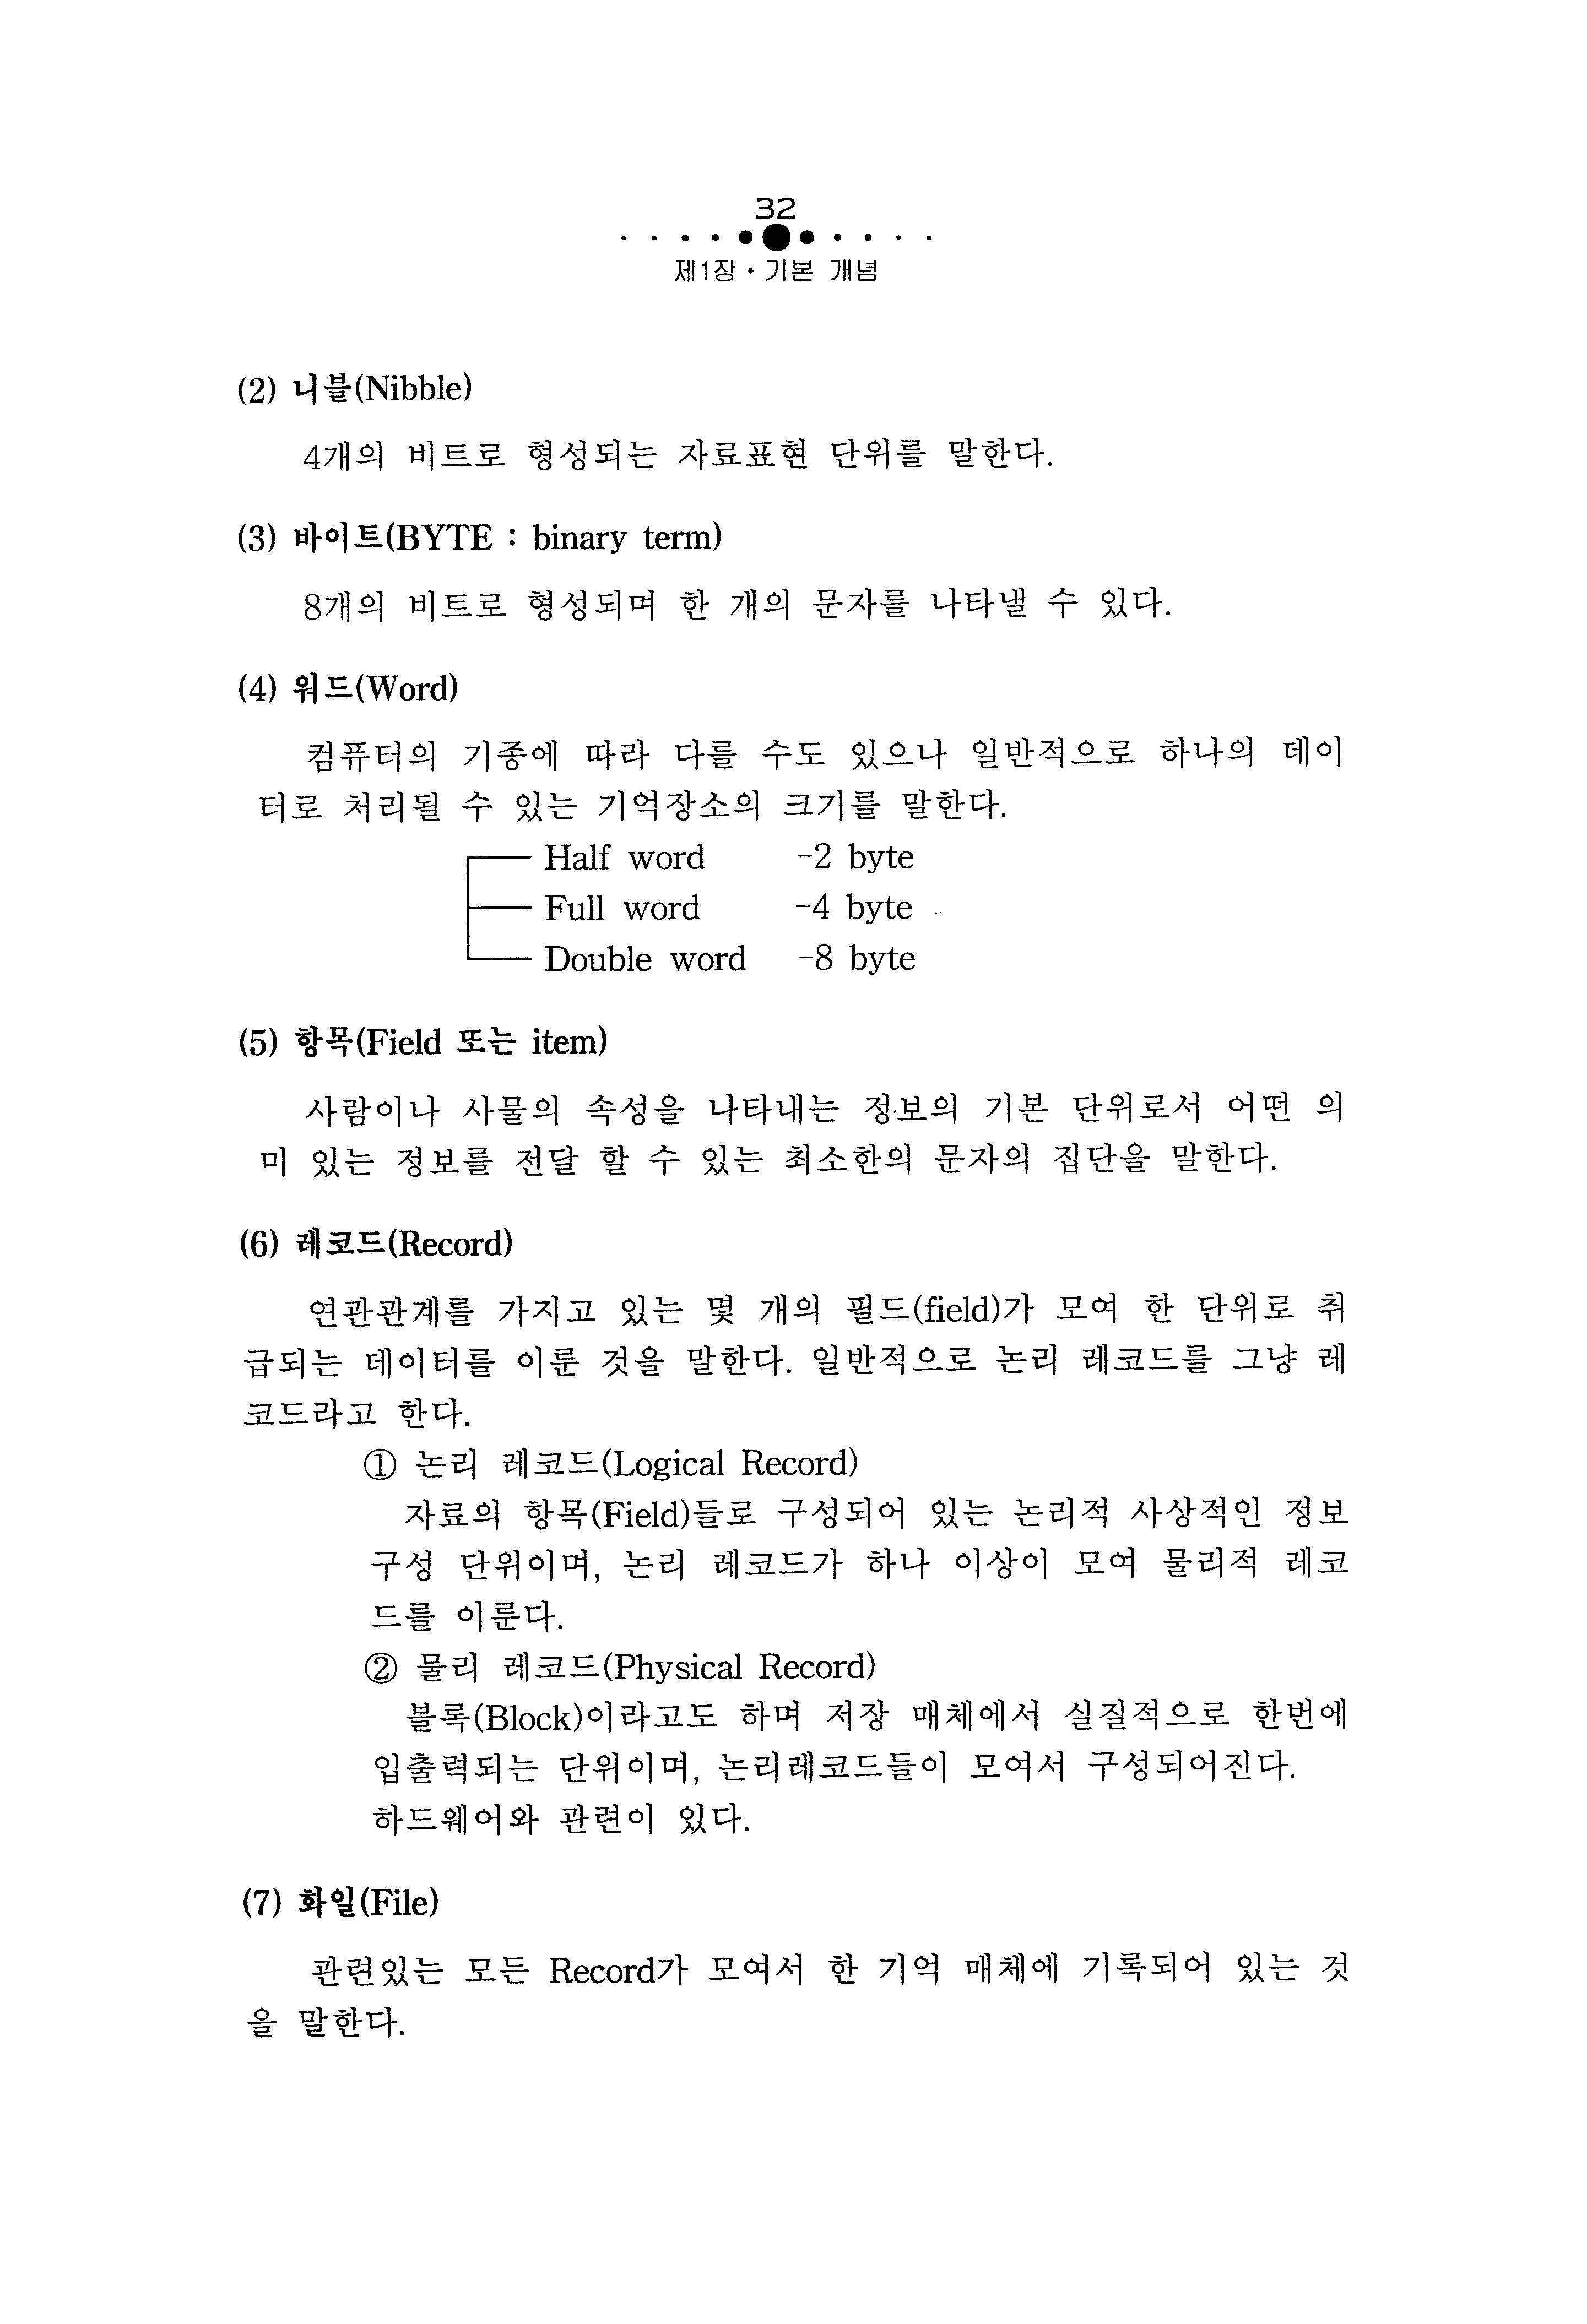 32
제1장 • 기본 개념
(2) 니블(Nibble)
4개의 비트로 형성되는 자료표현 단위를 말한다.
(3) 바이트(BYTE : binary term)
8개의 비트로 형성되며 한 개의 문자를 나타낼 수 있다.
(4) 워드(Word)
컴퓨터의 기종에 따라 다를 수도 있으나 일반적으로 하나의 데이
터로 처리될 수 있는 기억장소의 크기를 말한다.
Half word -2 byte
Full word -4 byte
Double word -8 byte
(5) 항목(Field 또는 item)
사람이나 사물의 속성을 나타내는 정보의 기본 단위로서 어떤 의
미 있는 정보를 전달 할 수 있는 최소한의 문자의 집단을 말한다.
(6) 레코드(Record)
연관관계를 가지고 있는 몇 개의 필드(field)가 모여 한 단위로 취
급되는 데이터를 이룬 것을 말한다. 일반적으로 논리 레코드를 그냥 레
코드라고 한다.
① 논리 레코드(Logical Record)
자료의 항목(Field)들로 구성되어 있는 논리적 사상적인 정보
구성 단위이며, 논리 레코드가 하나 이상이 모여 물리적 레코
드를 이룬다.
② 물리 레코드(Physical Record)
블록(Block)이라고도 하며 저장 매체에서 실질적으로 한번에
입출력되는 단위이며, 논리레코드들이 모여서 구성되어진다.
하드웨어와 관련이 있다.
(7) 화일(File)
관련있는 모든 Record가 모여서 한 기억 매체에 기록되어 있는 것
을 말한다.